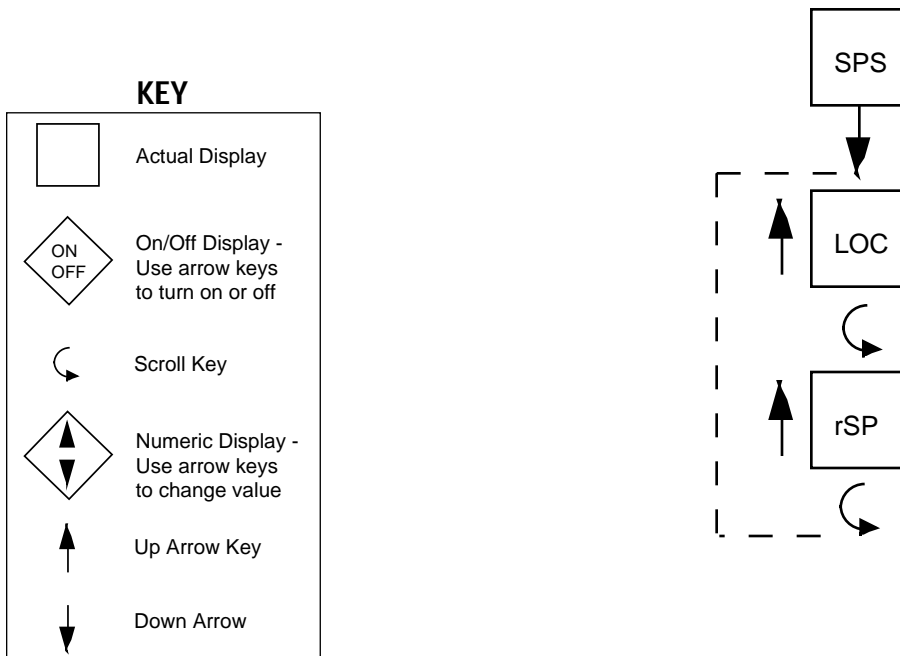 KEY
Actual Display
ON
OFF
On/Off Display -
Use arrow keys
to turn on or off
Scroll Key
Numeric Display -
Use arrow keys
to change value
Up Arrow Key
Down Arrow
SPS
LOC
rSP